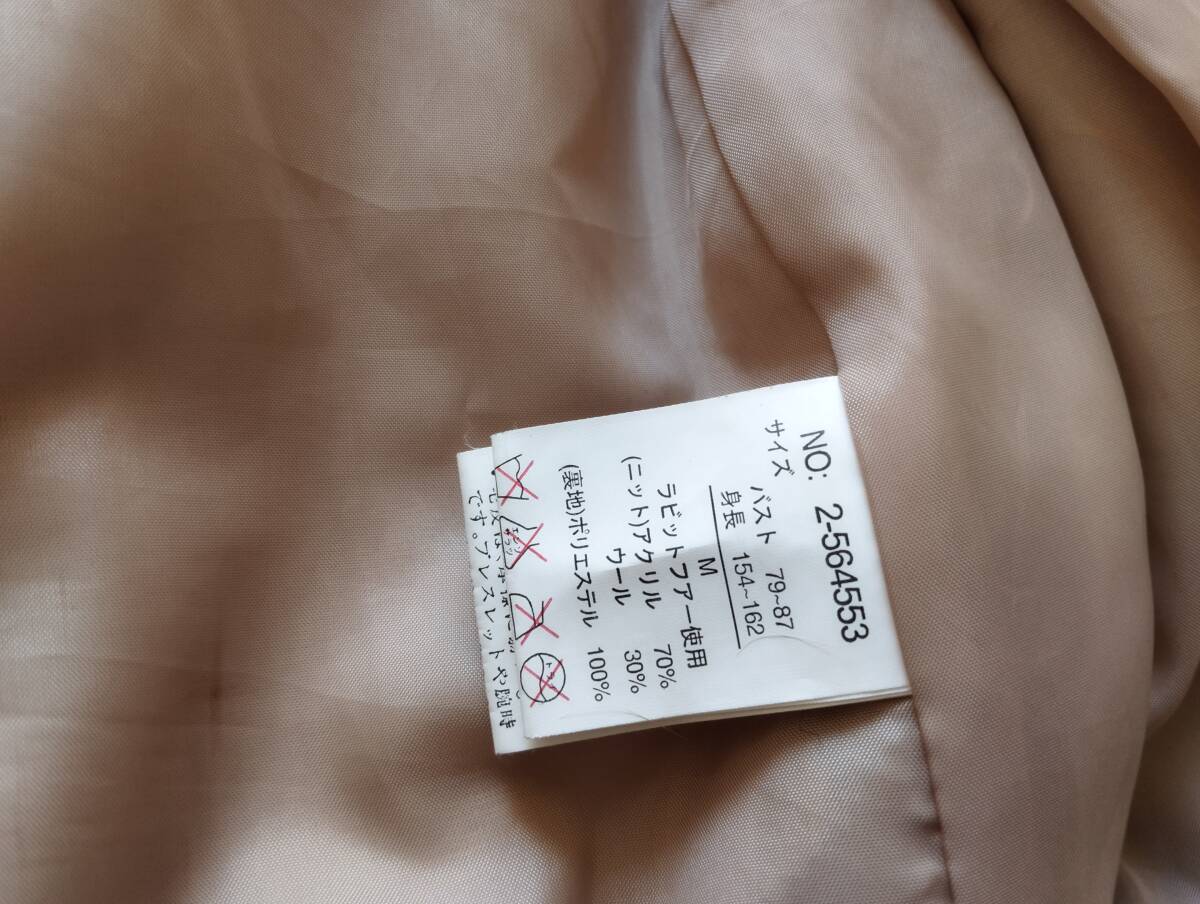 NO: 2-564553
サイズ
バスト 79~87
身長 154~162
M
ラビットファー使用
(ニット)アクリル 70%
ウール 30%
(裏地)ポリエステル 100%
です。ブレスレットや腕時